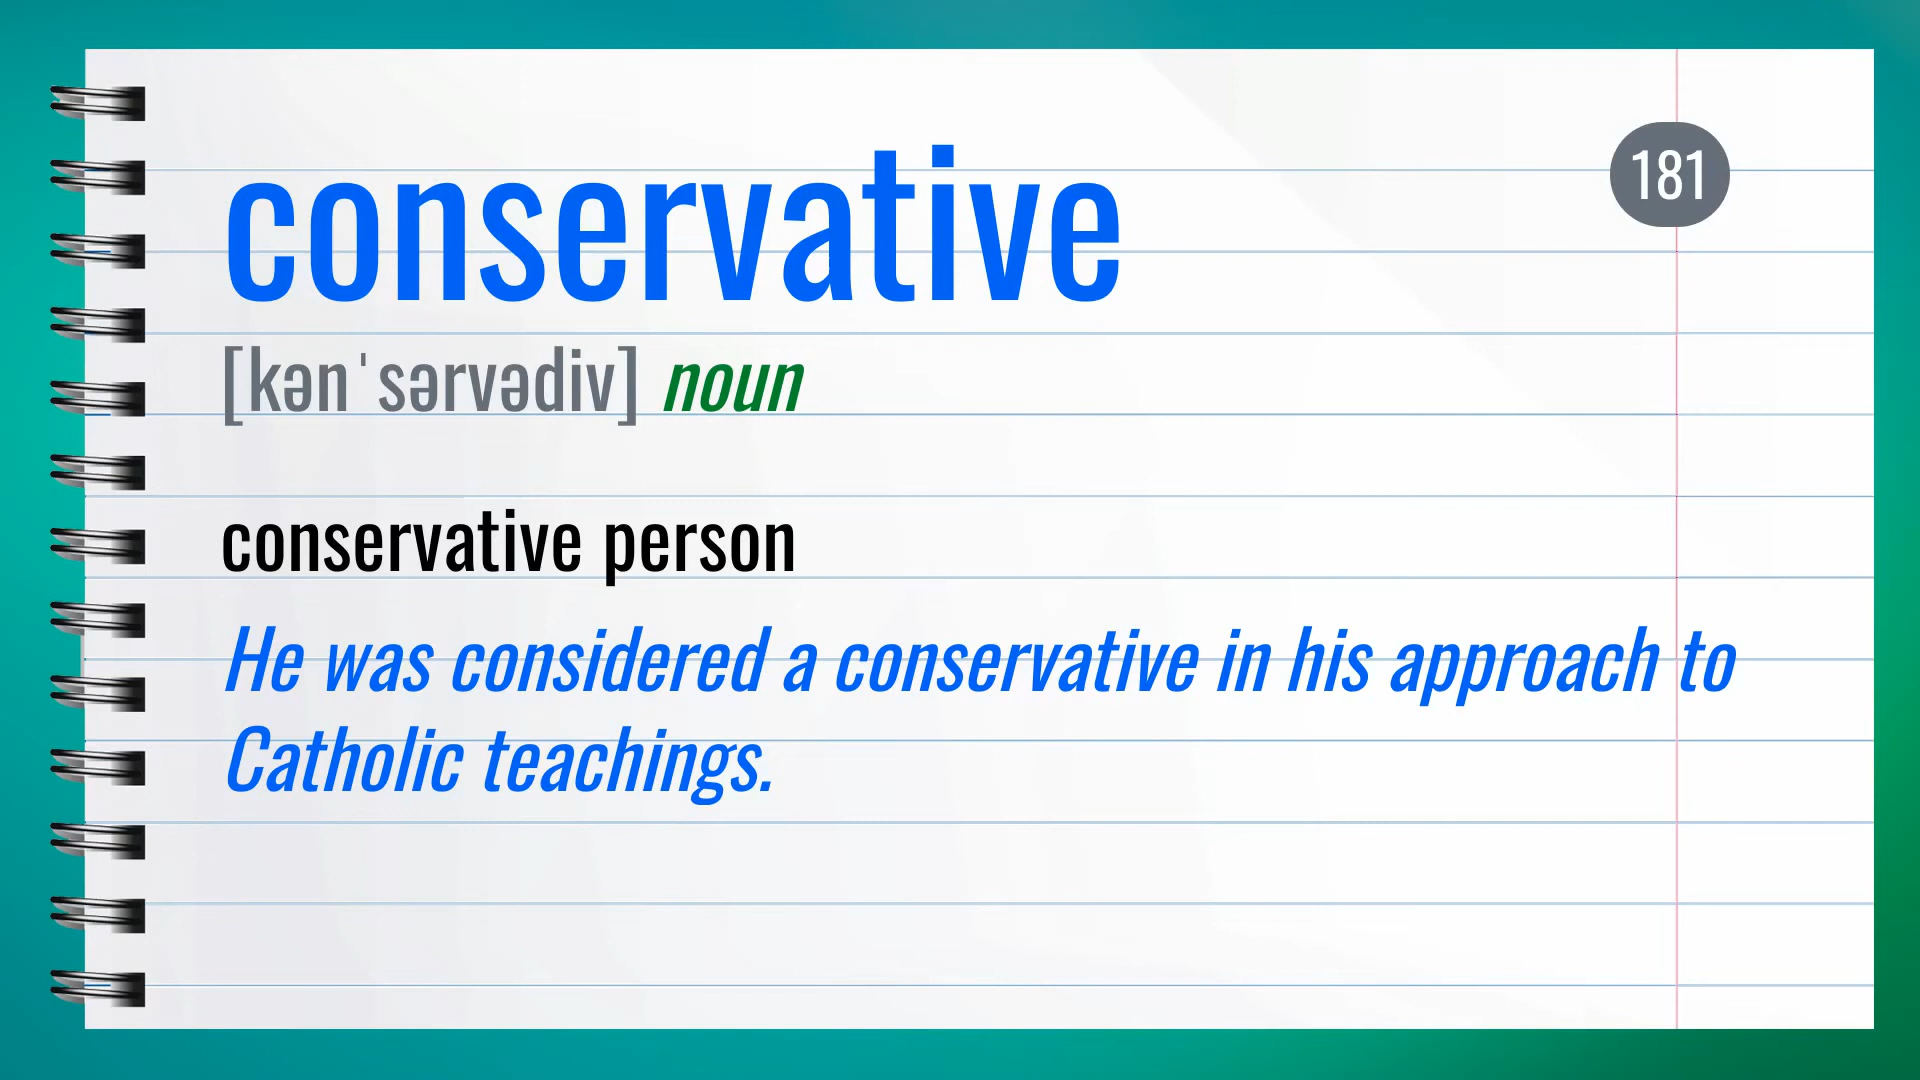 conservative
181
[kənˈsərvədiv] noun
conservative person
He was considered a conservative in his approach to
Catholic teachings.